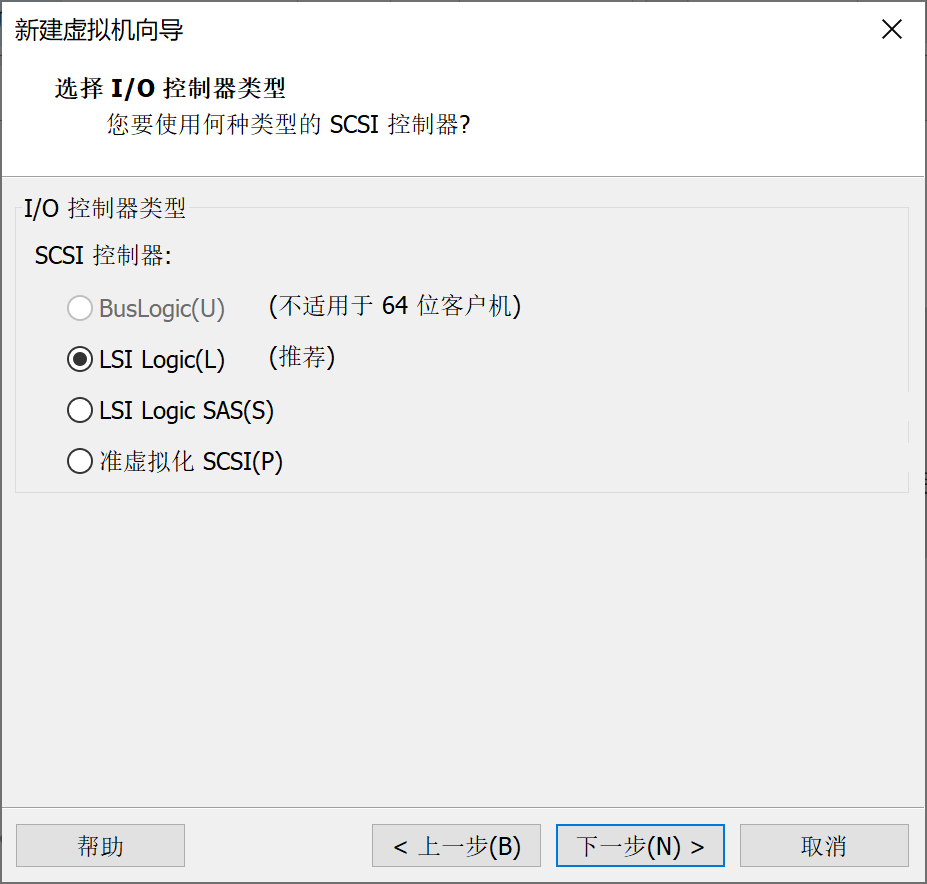 新建虚拟机向导
选择 I/O 控制器类型
您要使用何种类型的 SCSI 控制器?
I/O 控制器类型
SCSI 控制器:
BusLogic(U) (不适用于 64 位客户机)
LSI Logic(L) (推荐)
LSI Logic SAS(S)
准虚拟化 SCSI(P)
帮助 < 上一步(B) 下一步(N) > 取消